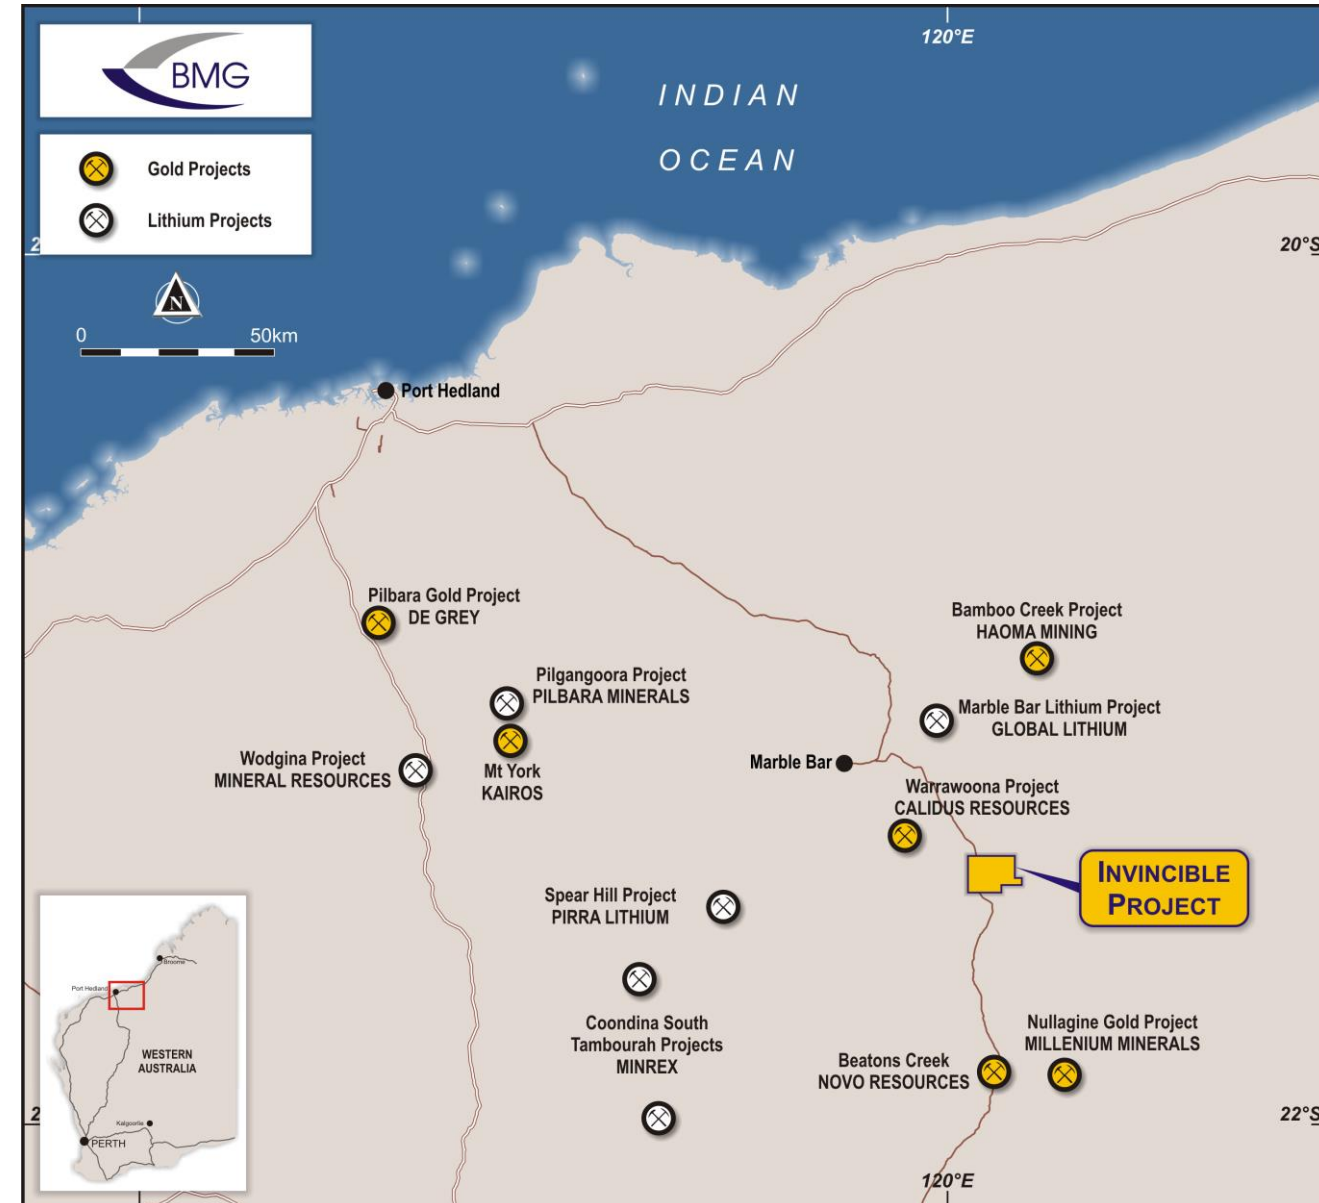 BMG
Gold Projects
Lithium Projects
N
0
50km
120°E
INDIAN
OCEAN
2
20°S
Port Hedland
Pilbara Gold Project
DE GREY
Bamboo Creek Project
HAOMA MINING
Pilgangoora Project
PILBARA MINERALS
Marble Bar Lithium Project
GLOBAL LITHIUM
Wodgina Project
MINERAL RESOURCES
Mt York
KAIROS
Marble Bar
Warrawoona Project
CALIDUS RESOURCES
INVINCIBLE
PROJECT
Spear Hill Project
PIRRA LITHIUM
Coondina South
Tambourah Projects
MINREX
Nullagine Gold Project
MILLENIUM MINERALS
Beatons Creek
NOVO RESOURCES
Broome
Port Hedland
WESTERN
AUSTRALIA
Kalgoorlie
PERTH
2
22°S
120°E